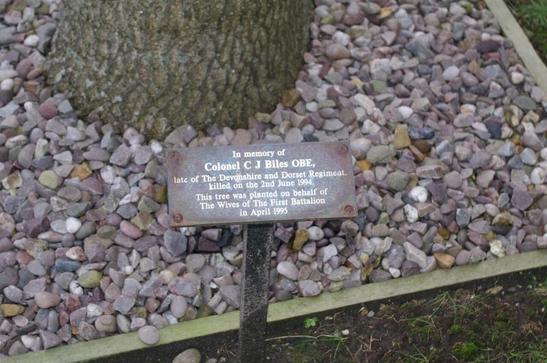 In memory of
Colonel C J Biles OBE,
late of The Devonshire and Dorset Regiment.
killed on the 2nd June 1994.
This tree was planted on behalf of
The Wives of The First Battalion
in April 1995